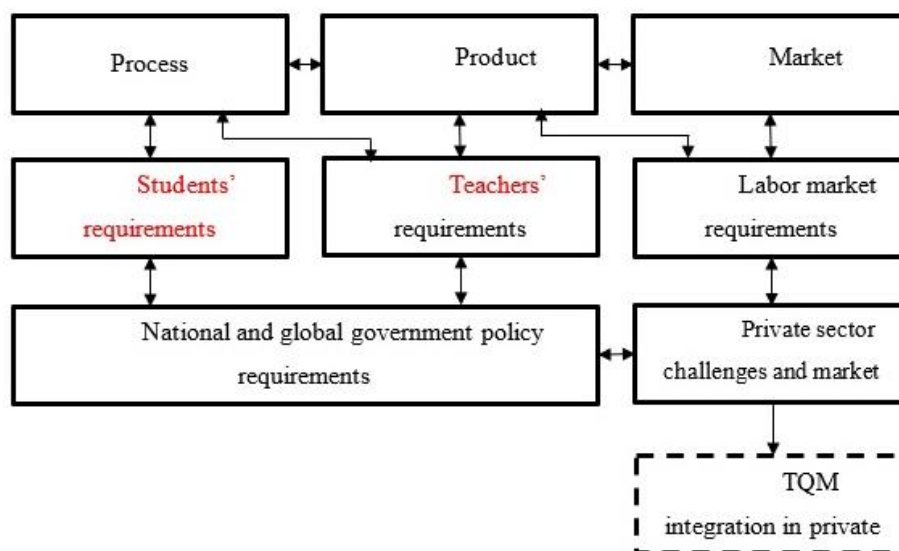 Process
Product
Market
Students’
requirements
Teachers’
requirements
Labor market
requirements
National and global government policy
requirements
Private sector
challenges and market
TQM
integration in private